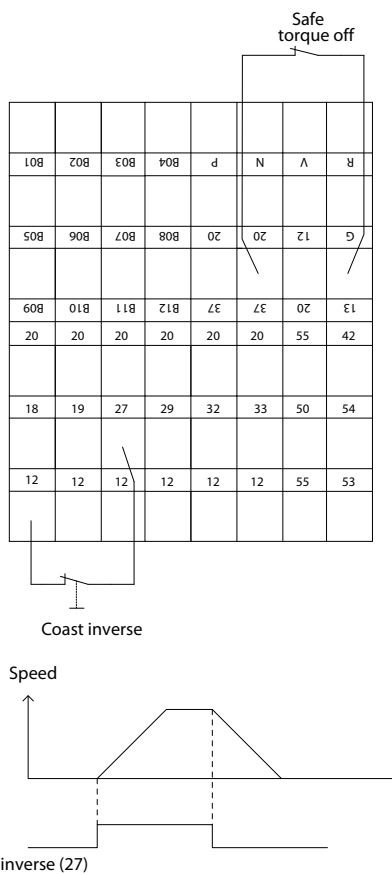 Safe
torque off
B01 B02 B03 B04 P N V R
B05 B06 B07 B08 20 20 12 G
B09 B10 B11 B12 37 37 20 13
20 20 20 20 20 20 55 42
18 19 27 29 32 33 50 54
12 12 12 12 12 12 55 53
Coast inverse
Speed
inverse (27)